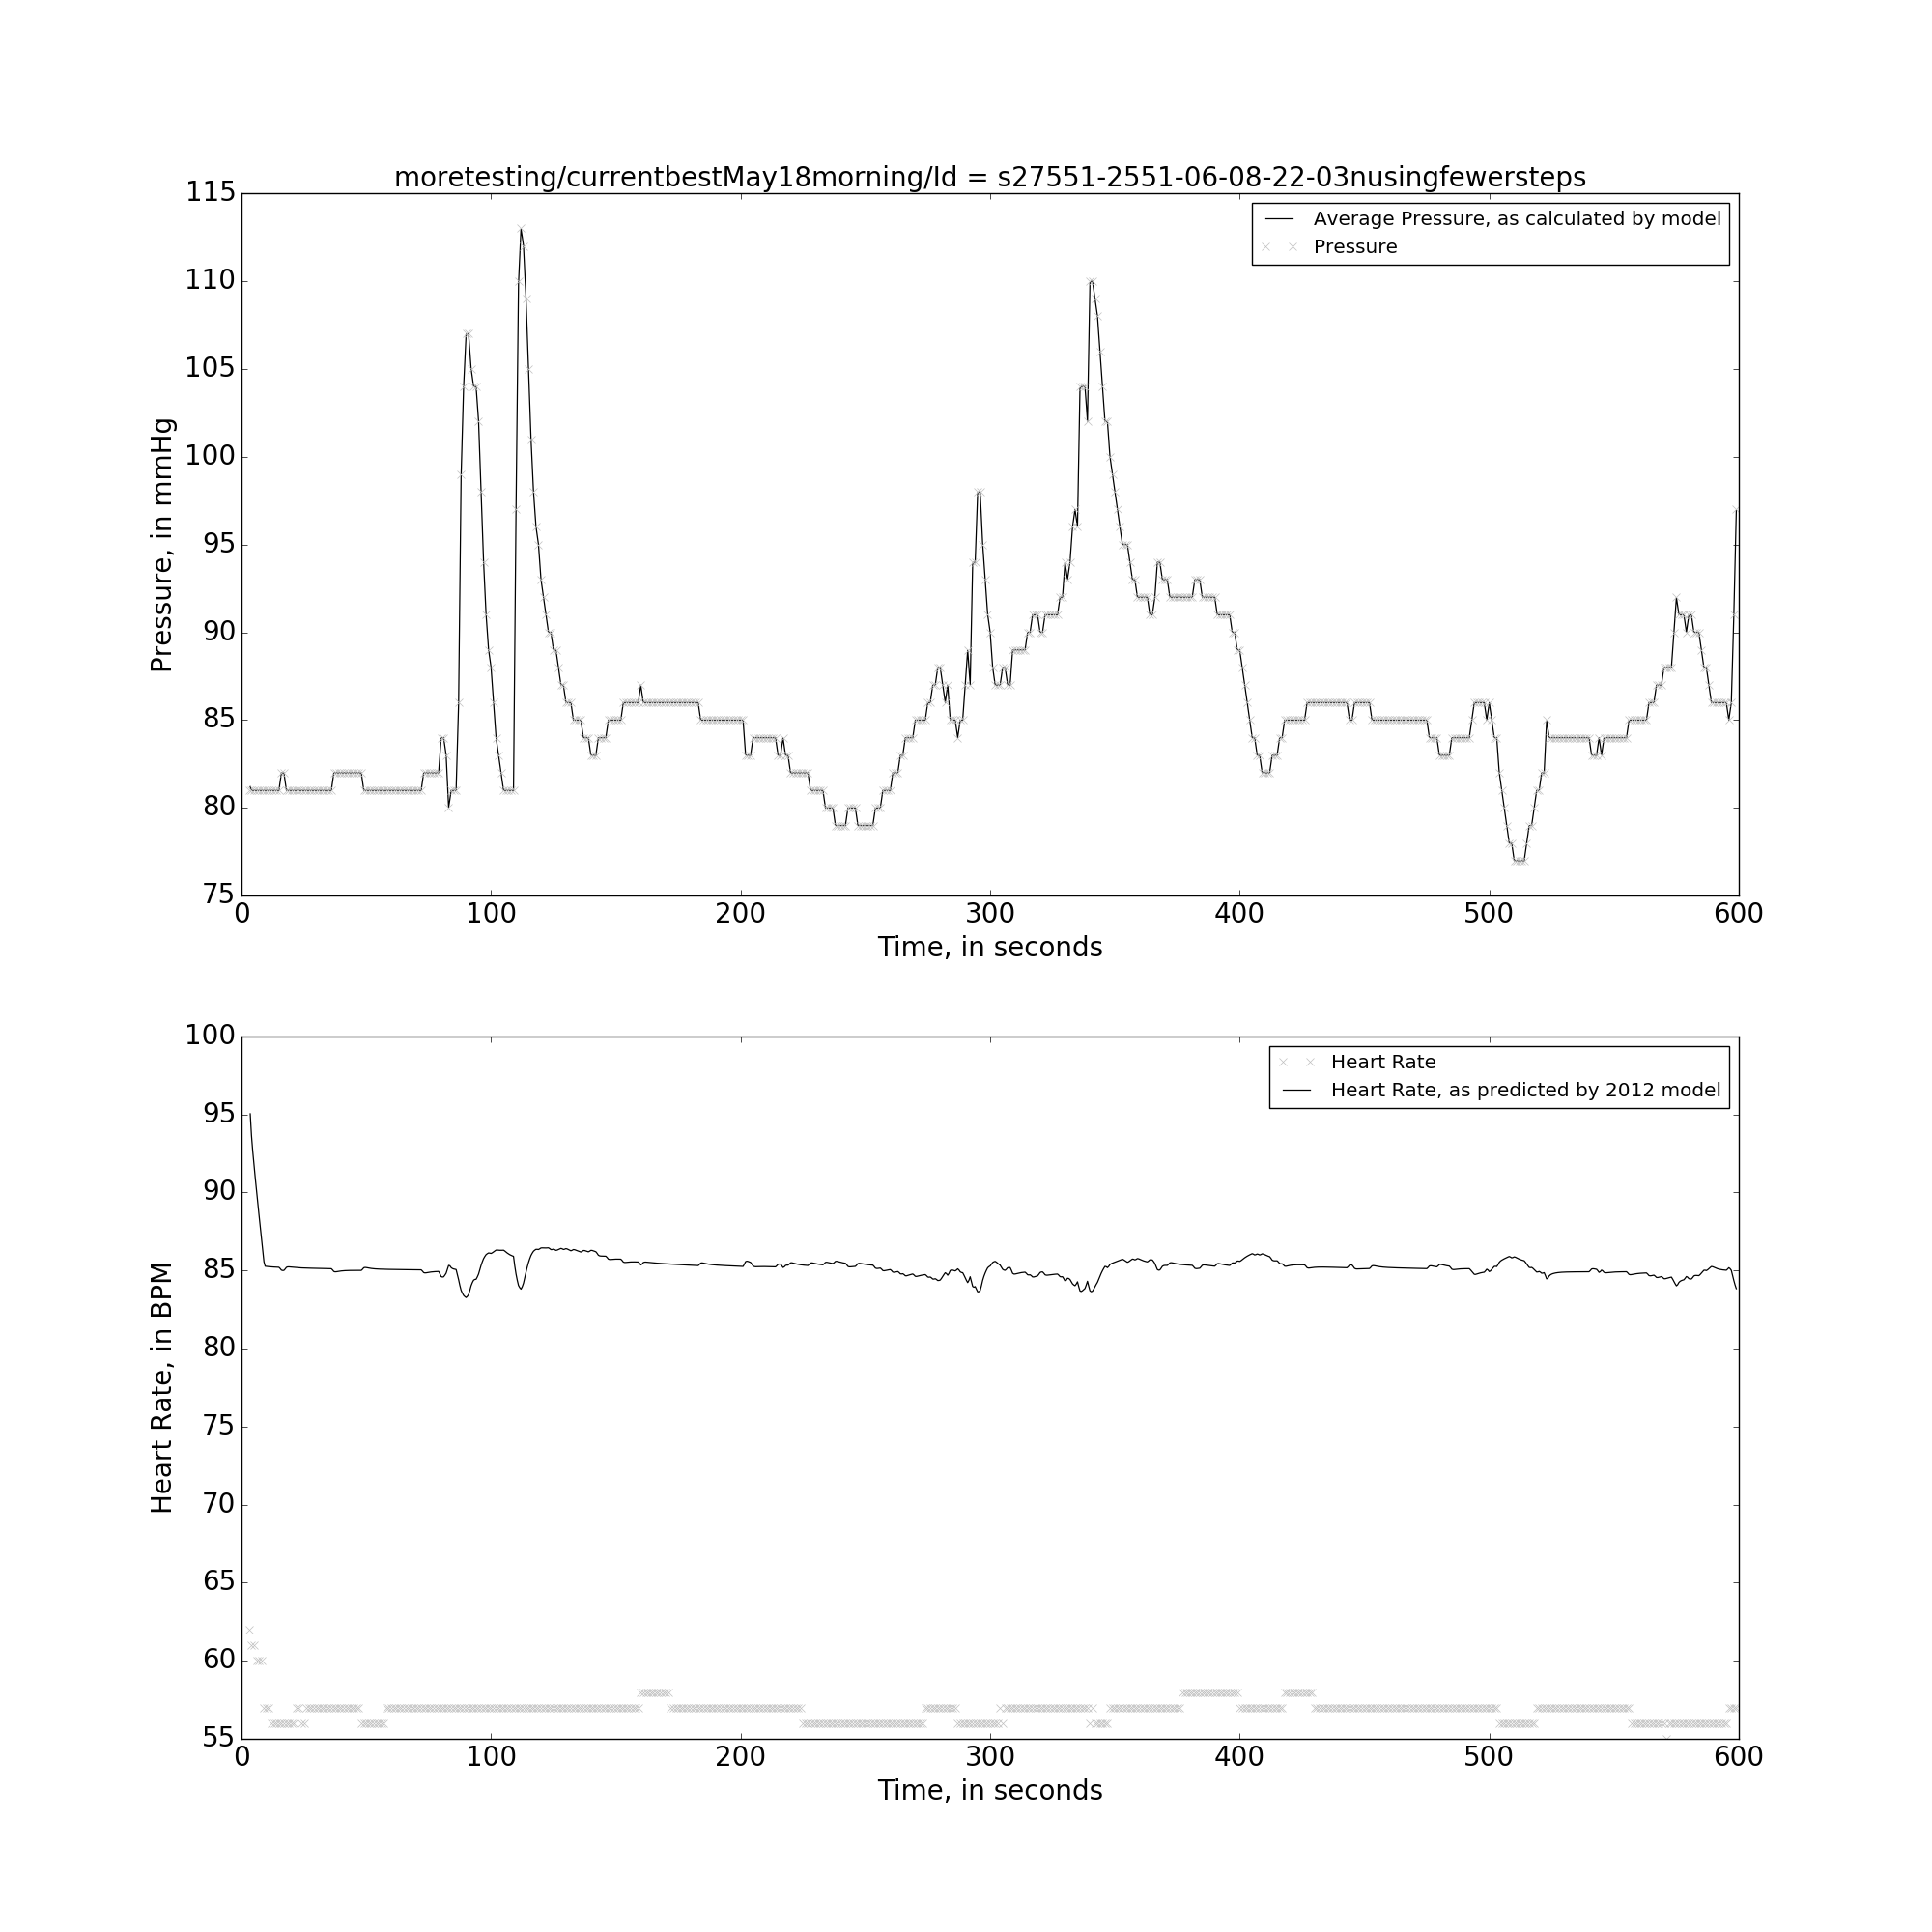 moretesting/currentbestMay18morning/Id = s27551-2551-06-08-22-03nusingfewersteps
115
110
105
100
95
90
85
80
75
Pressure, in mmHg
Average Pressure, as calculated by model
Pressure
0 100 200 300 400 500 600
Time, in seconds
100
95
90
85
80
75
70
65
60
55
Heart Rate, in BPM
Heart Rate
Heart Rate, as predicted by 2012 model
0 100 200 300 400 500 600
Time, in seconds